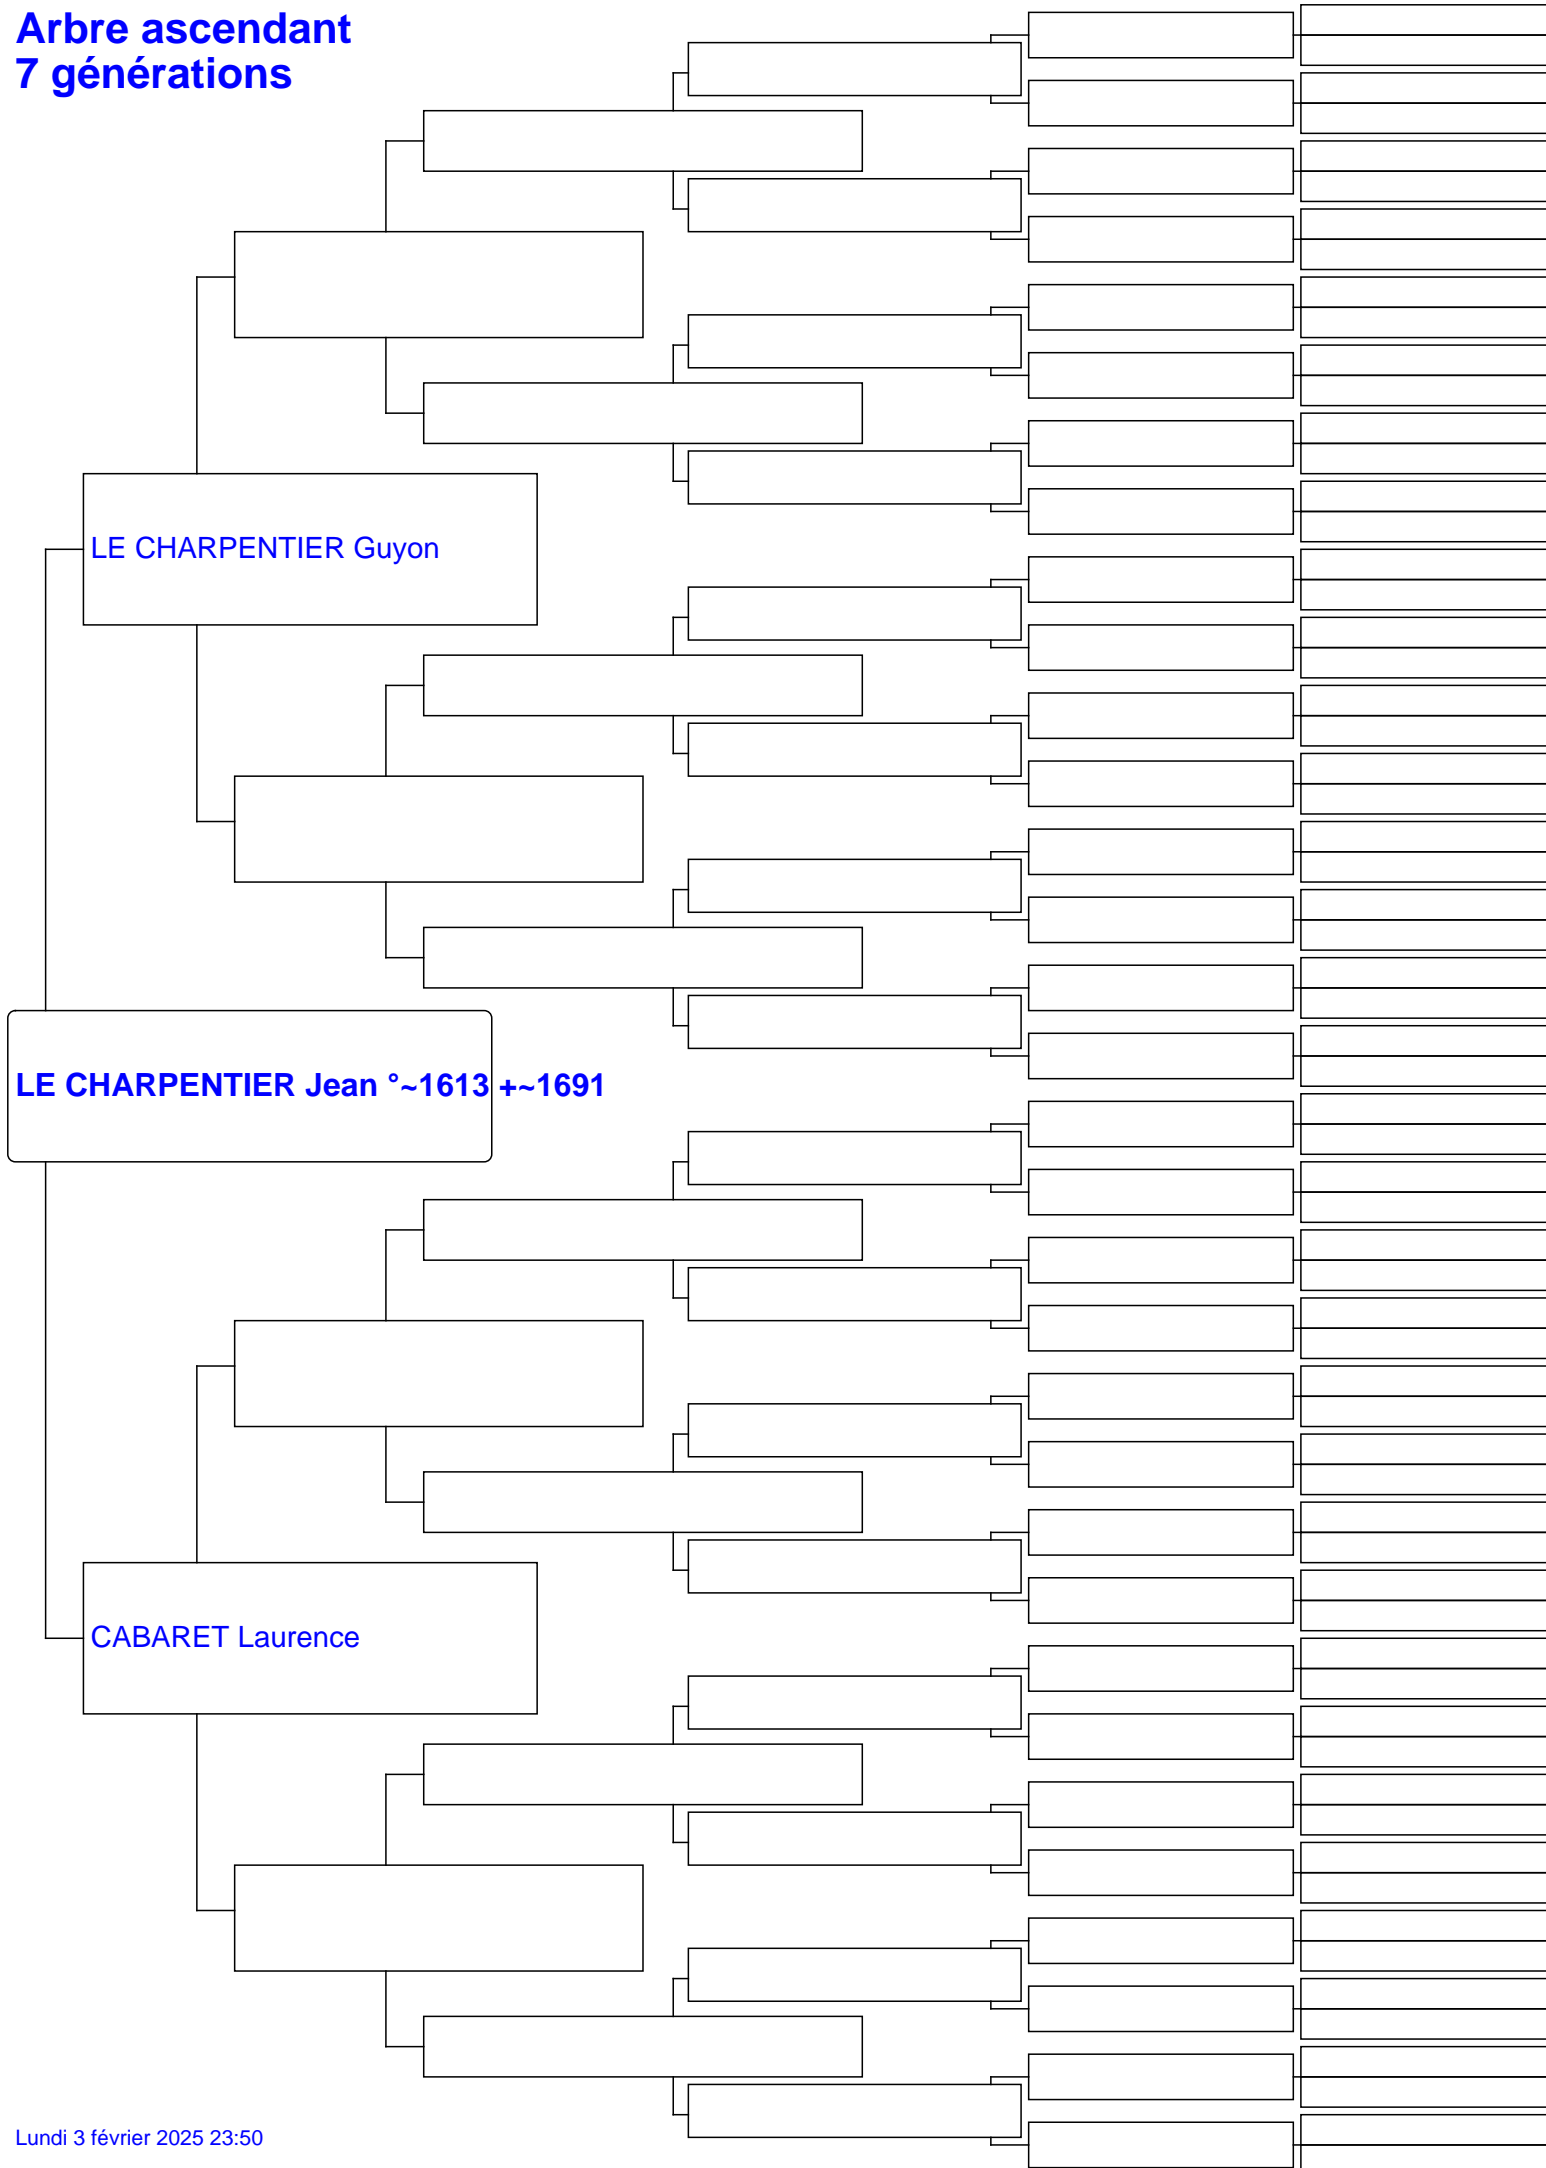 Arbre ascendant
7 générations
LE CHARPENTIER Guyon
LE CHARPENTIER Jean °~1613 +~1691
CABARET Laurence
Lundi 3 février 2025 23:50